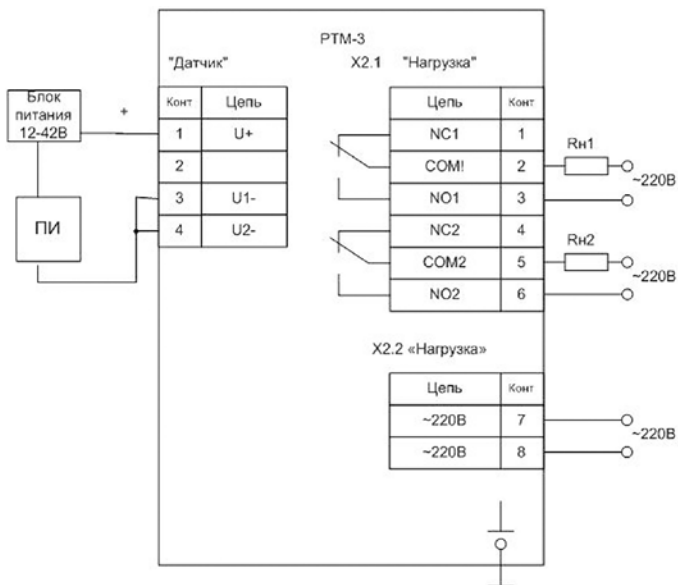 РТМ-3
"Датчик"
Х2.1 "Нагрузка"
Блок
питания
12-42В
+
Конт Цепь
1 U+
2
3 U1-
4 U2-
ПИ
Цепь Конт
NC1 1
COM! 2
NO1 3
NC2 4
COM2 5
NO2 6
Rн1
~220В
Rн2
~220В
Х2.2 «Нагрузка»
Цепь Конт
~220В 7
~220В 8
~220В